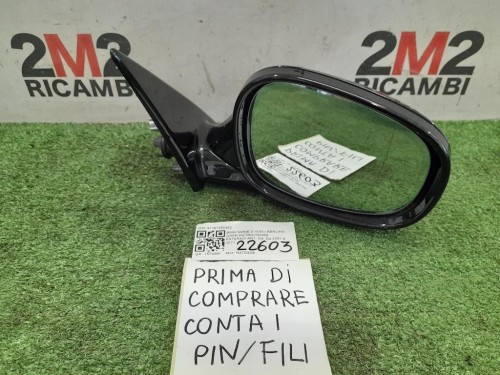 2M2
RICAMBI
2M2
RICAMBI
22603
PRIMA Di
COMPRARE
CONTA I
PIN/FILI